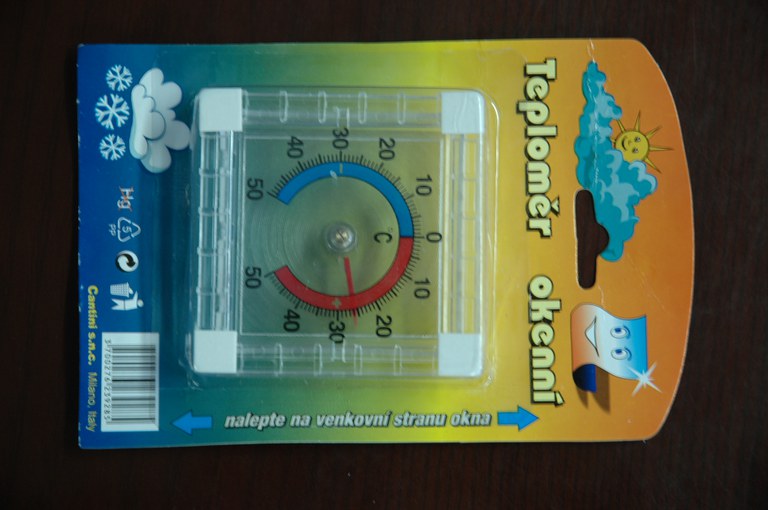 Teploměr okenní
50
40
30
20
10
0
10
20
30
40
50
C
nalepte na venkovní stranu okna
Hg
5
PP
Cantini s.n.c. Milano, Italy